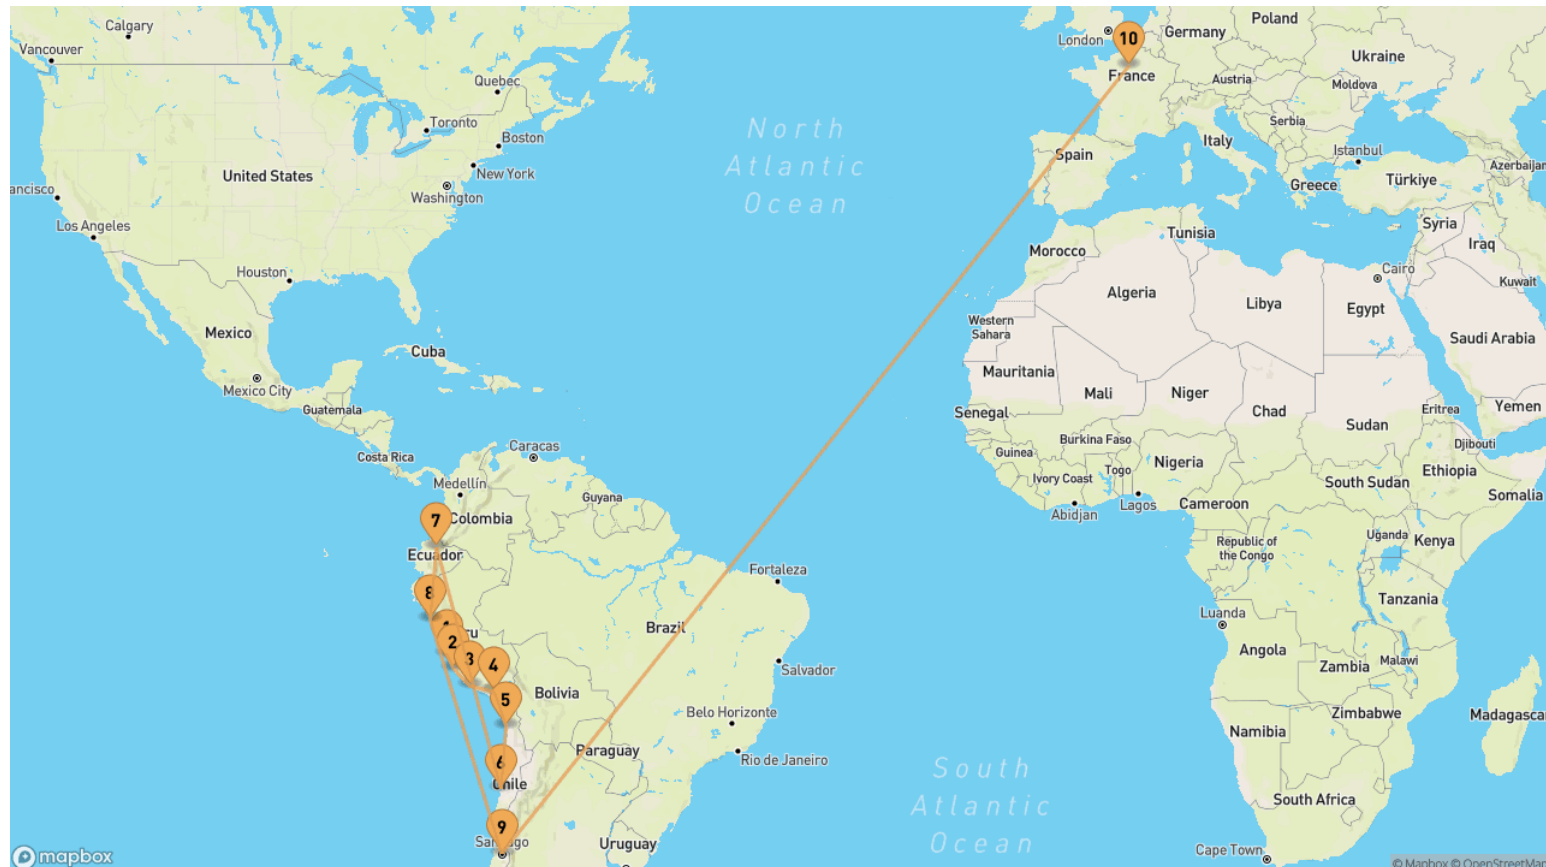 Calgary
Vancouver
Quebec
Toronto
Boston
New York
United States
Washington
ancisco
Los Angeles
Houston
Mexico
Cuba
Mexico City
Guatemala
Costa Rica
Caracas
Medellín
Guyana
Colombia
Ecuador
7
8
1
ru
2
3
4
5
6
Chile
9
Sa
go
Brazil
Fortaleza
Salvador
Bolivia
Belo Horizonte
Paraguay
Rio de Janeiro
Uruguay
North
Atlantic
Ocean
South
Atlantic
Ocean
10
London
Germany
Poland
France
Ukraine
Austria
Moldova
Serbia
Italy
Spain
Istanbul
Azerbaijan
Greece
Türkiye
Tunisia
Syria
Iraq
Morocco
Cairo
Kuwait
Algeria
Libya
Egypt
Western
Sahara
Saudi Arabia
Mauritania
Mali
Niger
Chad
Sudan
Eritrea
Yemen
Senegal
Burkina Faso
Djibouti
Guinea
Togo
Nigeria
Ethiopia
Ivory Coast
South Sudan
Somalia
Abidjan
Lagos
Cameroon
Republic of
the Congo
Uganda
Kenya
Luanda
Tanzania
Angola
Zambia
Malawi
Zimbabwe
Madagascar
Namibia
South Africa
Cape Town
mapbox
© Mapbox © OpenStreetMap